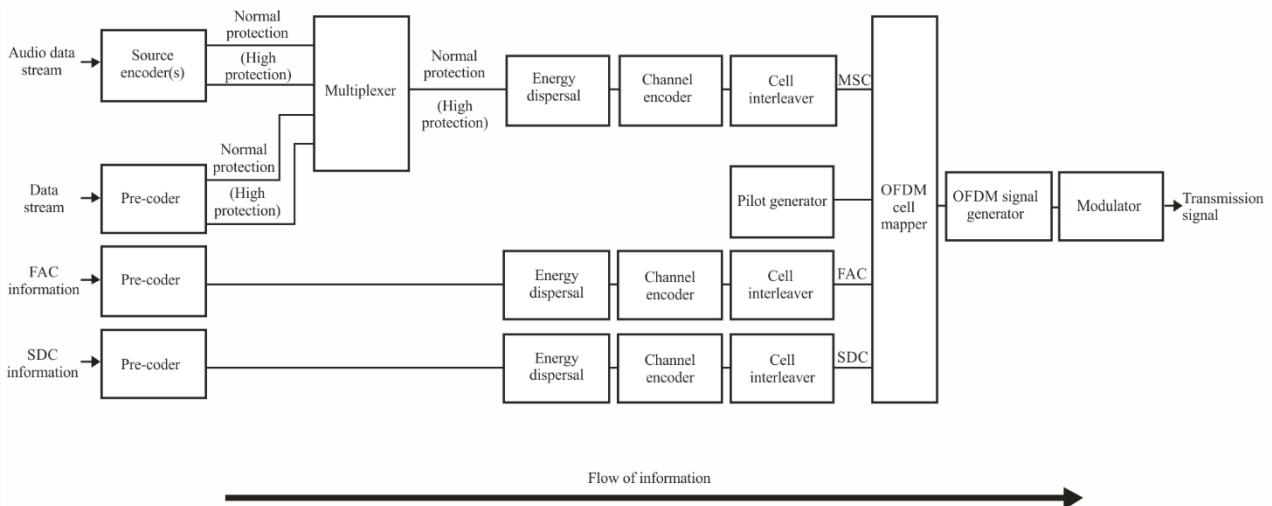 Audio data
stream
Source
encoder(s)
Normal
protection
(High
protection)
Multiplexer
Normal
protection
(High
protection)
Energy
dispersal
Channel
encoder
Cell
interleaver
MSC
Data
stream
Pre-coder
Normal
protection
(High
protection)
Pilot generator
OFDM
cell
mapper
OFDM signal
generator
Modulator
Transmission
signal
FAC
information
Pre-coder
Energy
dispersal
Channel
encoder
Cell
interleaver
FAC
SDC
information
Pre-coder
Energy
dispersal
Channel
encoder
Cell
interleaver
SDC
Flow of information